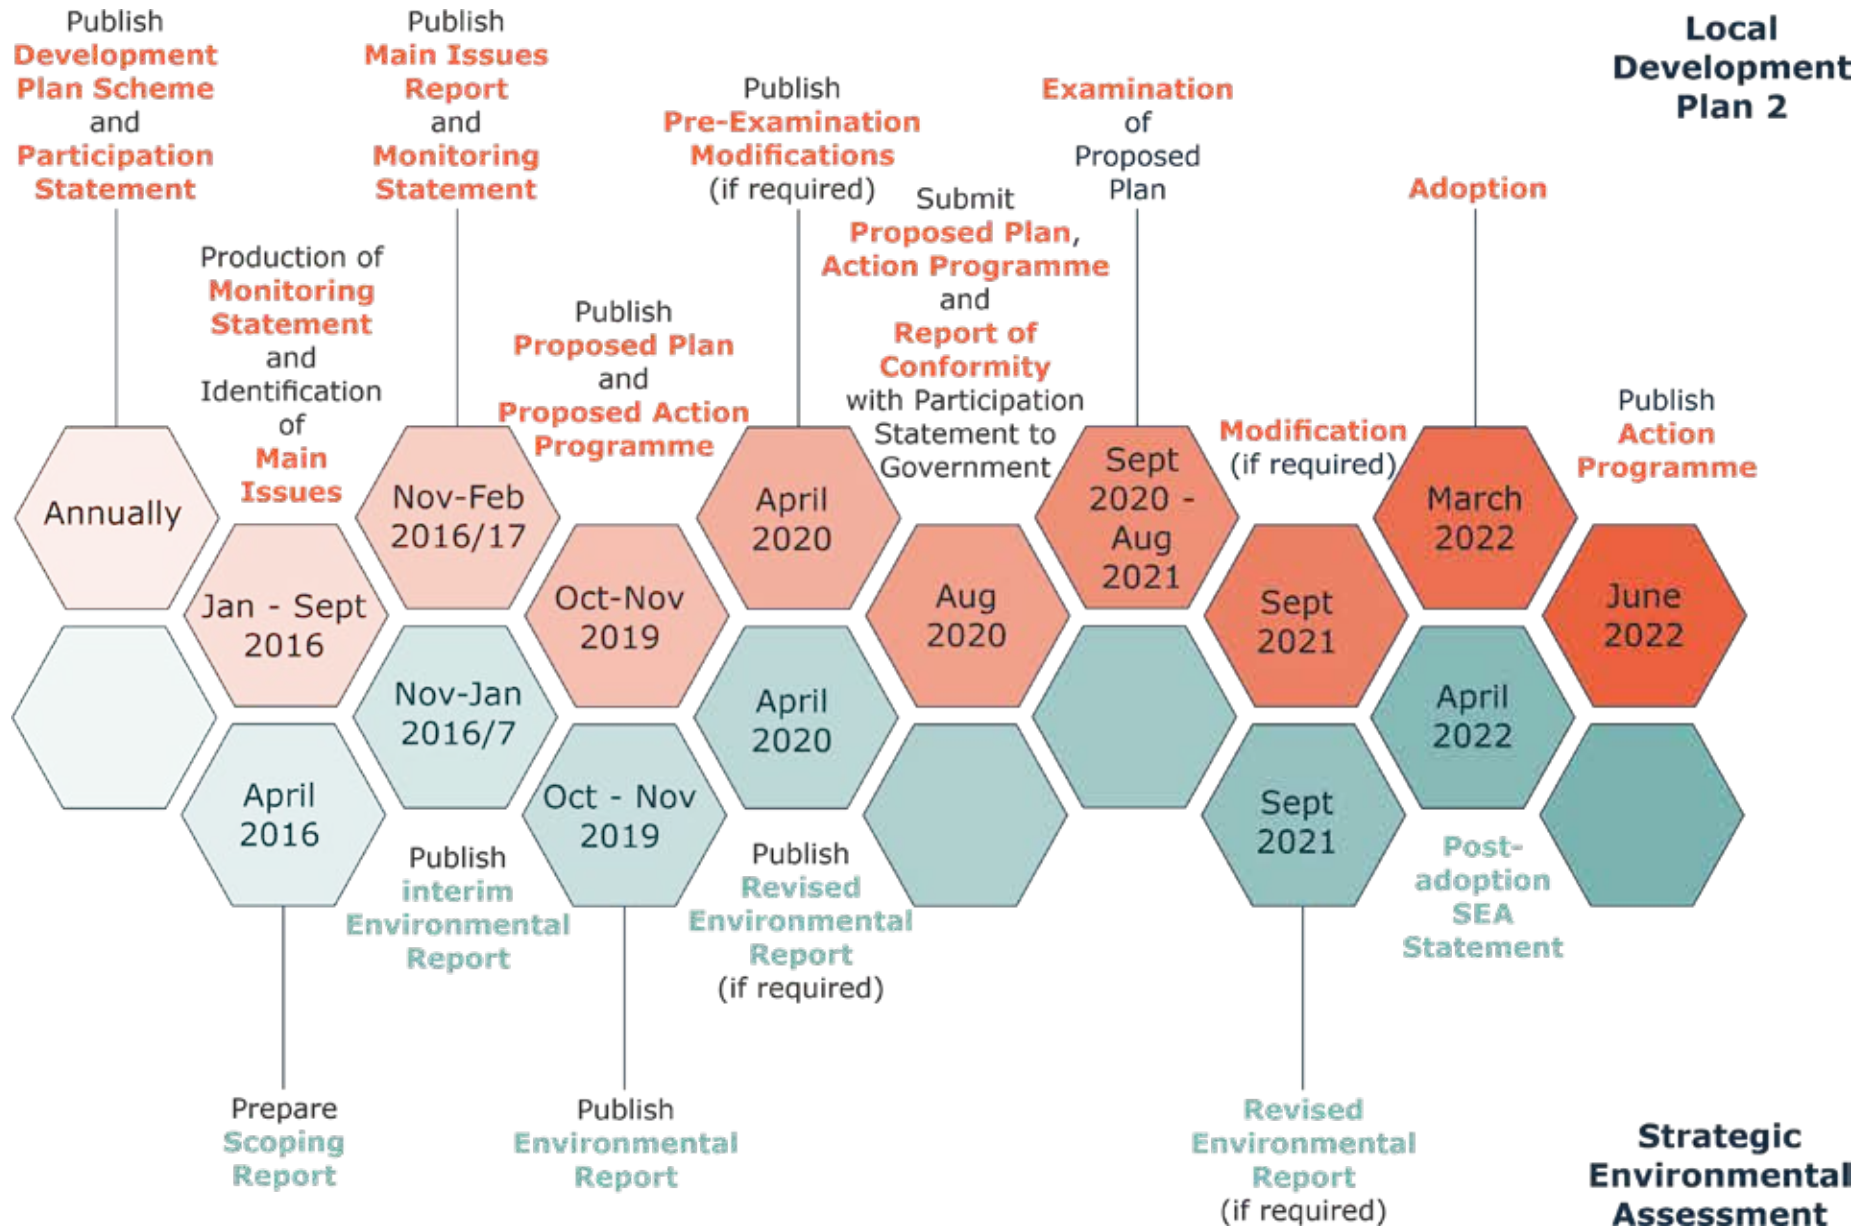 Publish
Development
Plan Scheme
and
Participation
Statement
Production of
Monitoring
Statement
and
Identification
of
Main
Issues
Publish
Main Issues
Report
and
Monitoring
Statement
Publish
Proposed Plan
and
Proposed Action
Programme
Publish
Pre-Examination
Modifications
(if required)
Submit
Proposed Plan,
Action Programme
and
Report of
Conformity
with Participation
Statement to
Government
Examination
of
Proposed
Plan
Modification
(if required)
Adoption
Publish
Action
Programme
Local
Development
Plan 2
Annually
Jan - Sept
2016
Nov-Feb
2016/17
Oct-Nov
2019
April
2020
Aug
2020
Sept
2020 -
Aug
2021
Sept
2021
March
2022
June
2022
April
2016
Nov-Jan
2016/7
Oct - Nov
2019
April
2020
Sept
2021
April
2022
Prepare
Scoping
Report
Publish
interim
Environmental
Report
Publish
Environmental
Report
Publish
Revised
Environmental
Report
(if required)
Revised
Environmental
Report
(if required)
Post-
adoption
SEA
Statement
Strategic
Environmental
Assessment